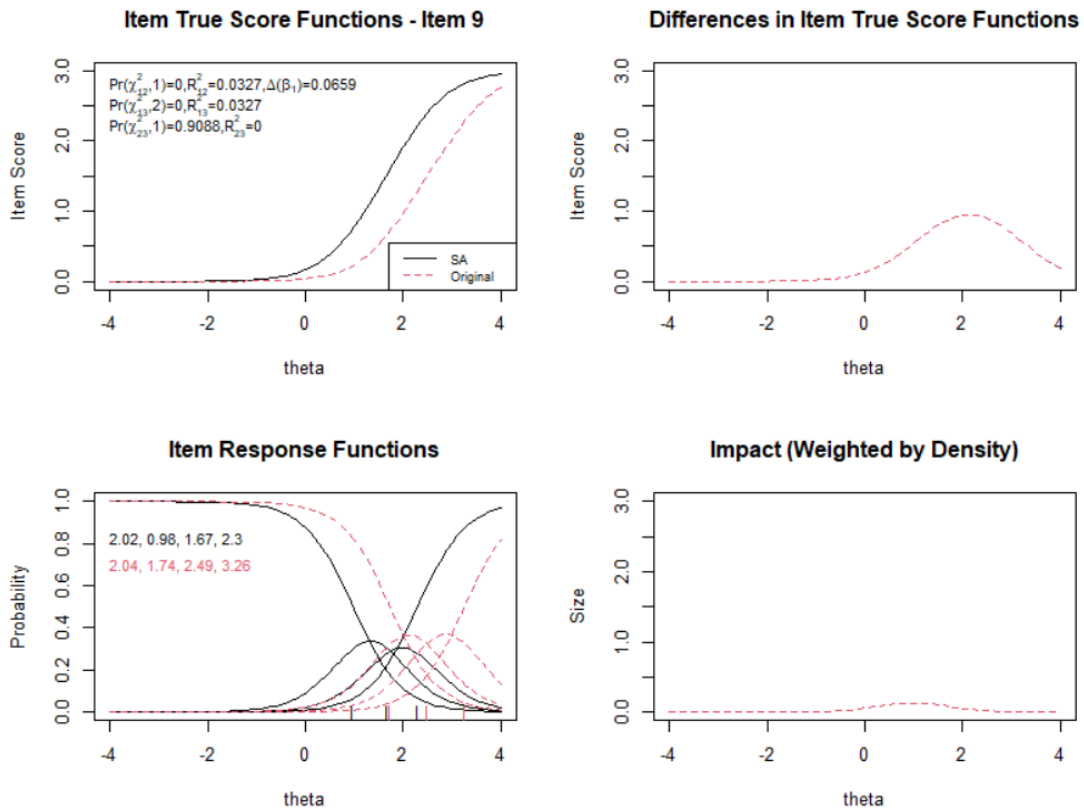 Item True Score Functions - Item 9
Pr(χ²₁₂,1)=0,R²₁₂=0.0327,Δ(β₁)=0.0659
Pr(χ²₁₃,2)=0,R²₁₃=0.0327
Pr(χ²₂₃,1)=0.9088,R²₂₃=0
Item Score
3.0
2.0
1.0
0.0
SA
Original
-4 -2 0 2 4
theta
Differences in Item True Score Functions
Item Score
3.0
2.0
1.0
0.0
-4 -2 0 2 4
theta
Item Response Functions
2.02, 0.98, 1.67, 2.3
2.04, 1.74, 2.49, 3.26
Probability
1.0
0.8
0.6
0.4
0.2
0.0
-4 -2 0 2 4
theta
Impact (Weighted by Density)
Size
3.0
2.0
1.0
0.0
-4 -2 0 2 4
theta